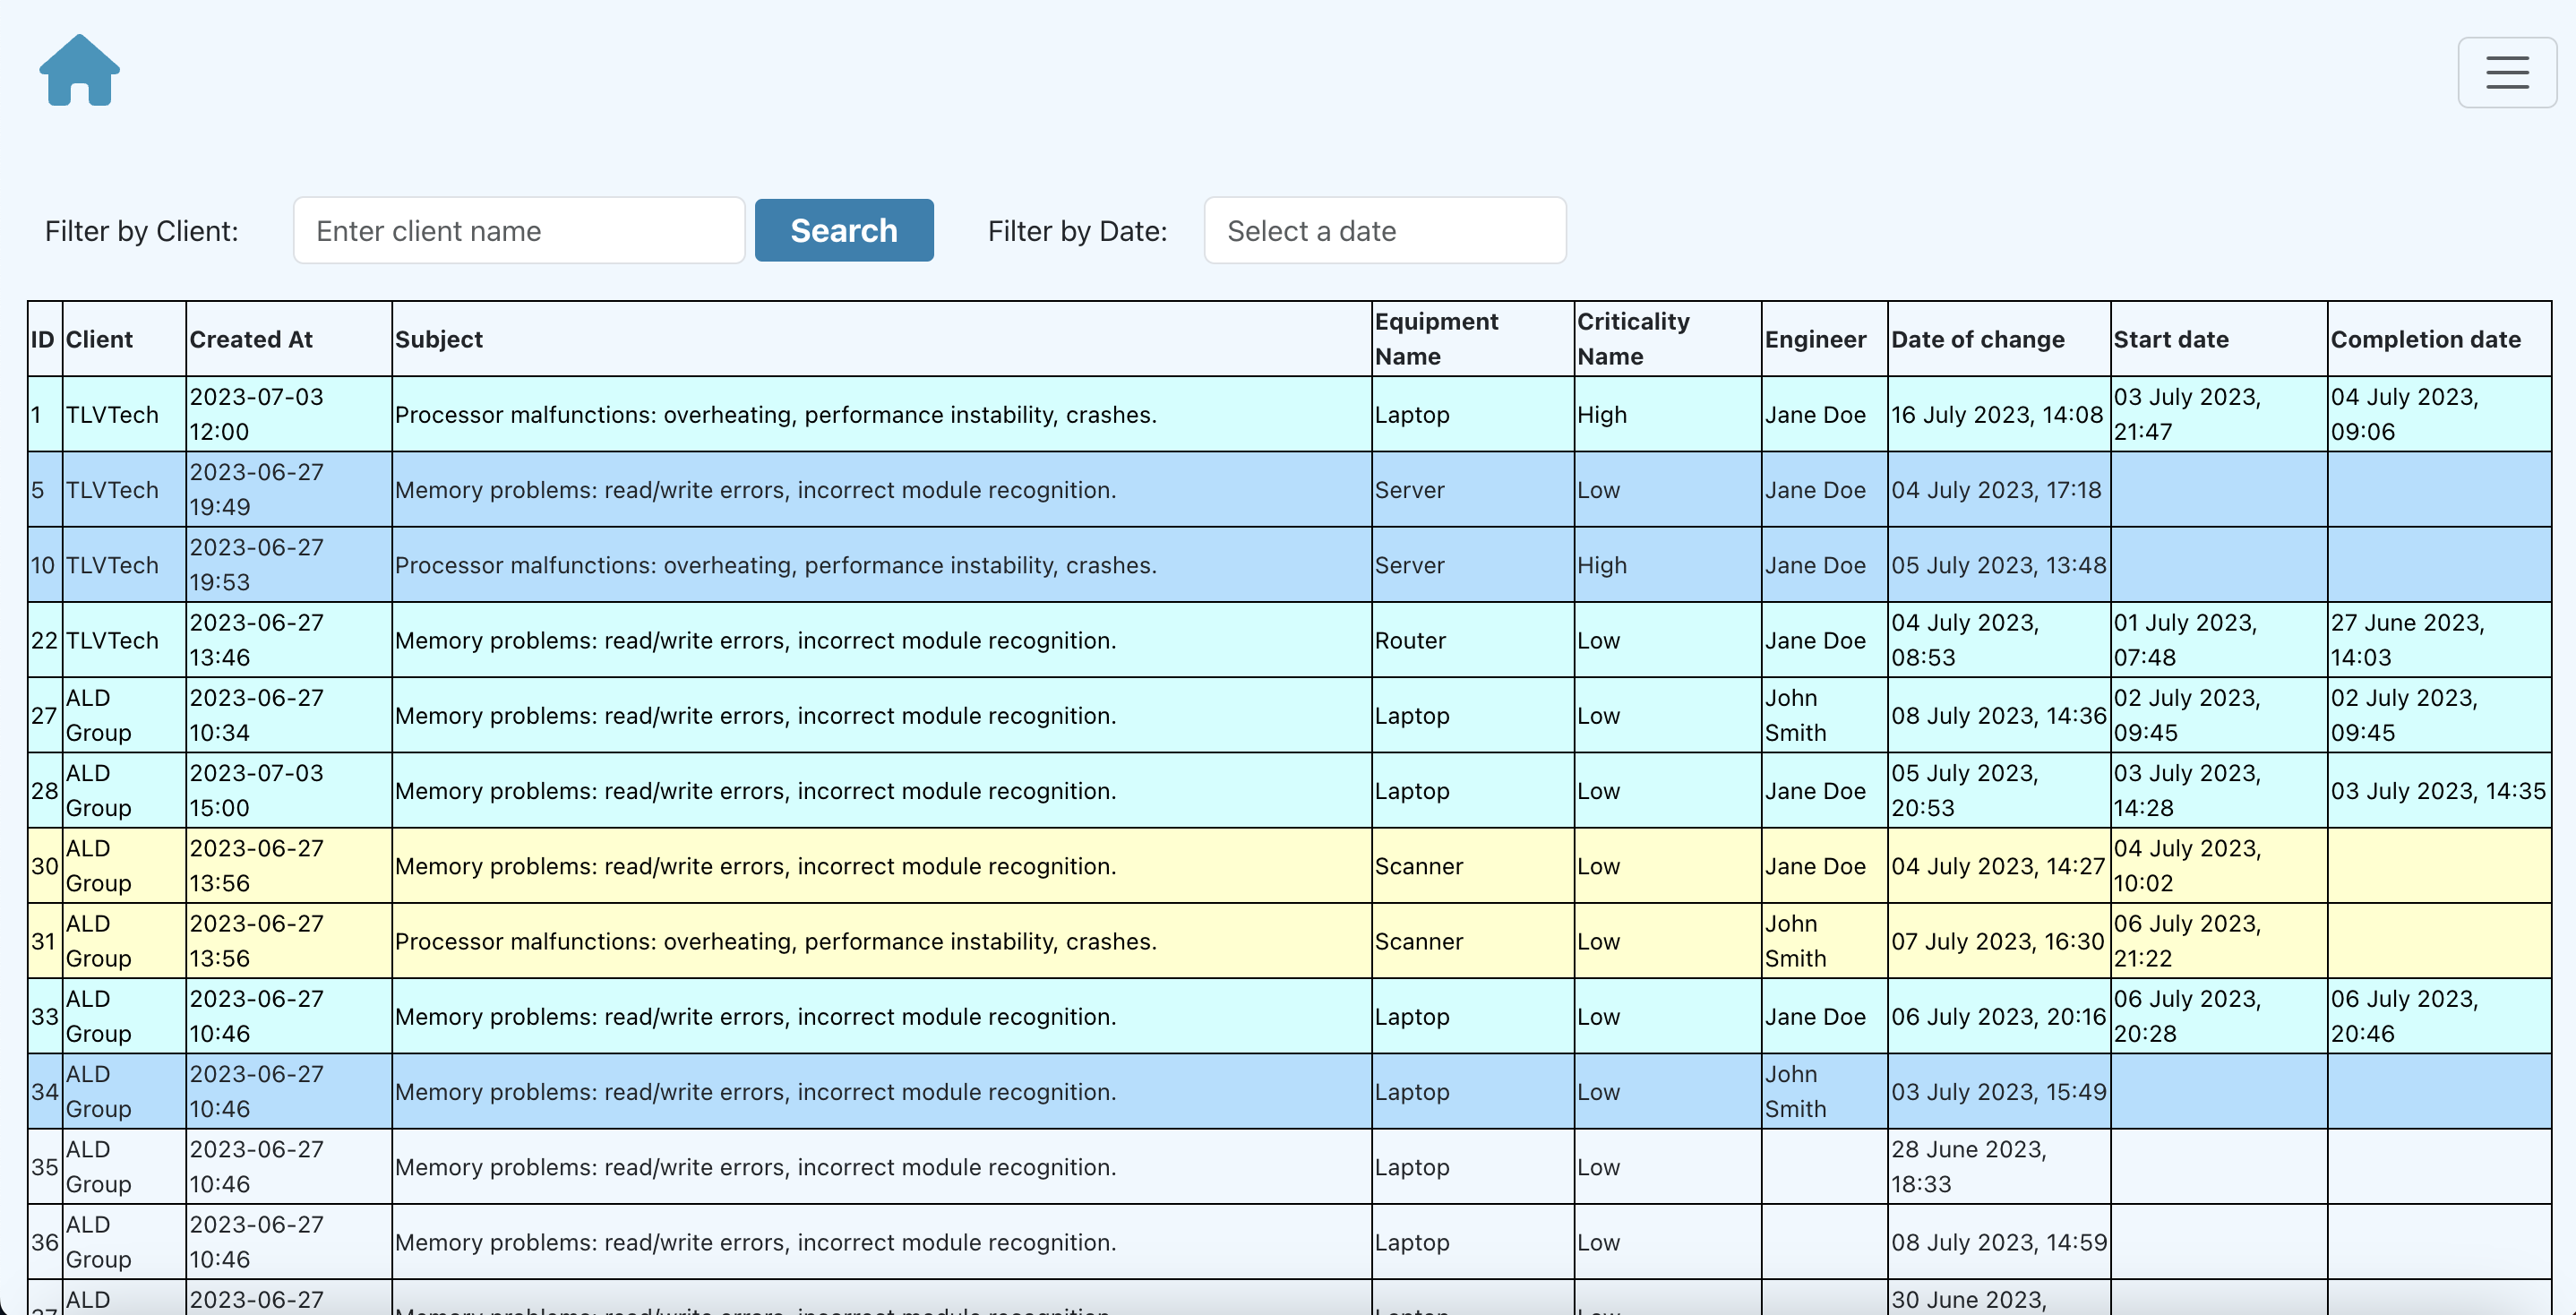 Filter by Client: Enter client name Search Filter by Date: Select a date
ID Client Created At Subject Equipment Name Criticality Name Engineer Date of change Start date Completion date
1 TLVTech 2023-07-03 12:00 Processor malfunctions: overheating, performance instability, crashes. Laptop High Jane Doe 16 July 2023, 14:08 03 July 2023, 21:47 04 July 2023, 09:06
5 TLVTech 2023-06-27 19:49 Memory problems: read/write errors, incorrect module recognition. Server Low Jane Doe 04 July 2023, 17:18
10 TLVTech 2023-06-27 19:53 Processor malfunctions: overheating, performance instability, crashes. Server High Jane Doe 05 July 2023, 13:48
22 TLVTech 2023-06-27 13:46 Memory problems: read/write errors, incorrect module recognition. Router Low Jane Doe 04 July 2023, 08:53 01 July 2023, 07:48 27 June 2023, 14:03
27 ALD Group 2023-06-27 10:34 Memory problems: read/write errors, incorrect module recognition. Laptop Low John Smith 08 July 2023, 14:36 02 July 2023, 09:45 02 July 2023, 09:45
28 ALD Group 2023-07-03 15:00 Memory problems: read/write errors, incorrect module recognition. Laptop Low Jane Doe 05 July 2023, 20:53 03 July 2023, 14:28 03 July 2023, 14:35
30 ALD Group 2023-06-27 13:56 Memory problems: read/write errors, incorrect module recognition. Scanner Low Jane Doe 04 July 2023, 14:27 04 July 2023, 10:02
31 ALD Group 2023-06-27 13:56 Processor malfunctions: overheating, performance instability, crashes. Scanner Low John Smith 07 July 2023, 16:30 06 July 2023, 21:22
33 ALD Group 2023-06-27 10:46 Memory problems: read/write errors, incorrect module recognition. Laptop Low Jane Doe 06 July 2023, 20:16 06 July 2023, 20:28 06 July 2023, 20:46
34 ALD Group 2023-06-27 10:46 Memory problems: read/write errors, incorrect module recognition. Laptop Low John Smith 03 July 2023, 15:49
35 ALD Group 2023-06-27 10:46 Memory problems: read/write errors, incorrect module recognition. Laptop Low 28 June 2023, 18:33
36 ALD Group 2023-06-27 10:46 Memory problems: read/write errors, incorrect module recognition. Laptop Low 08 July 2023, 14:59
ALD 2023-06-27 30 June 2023,